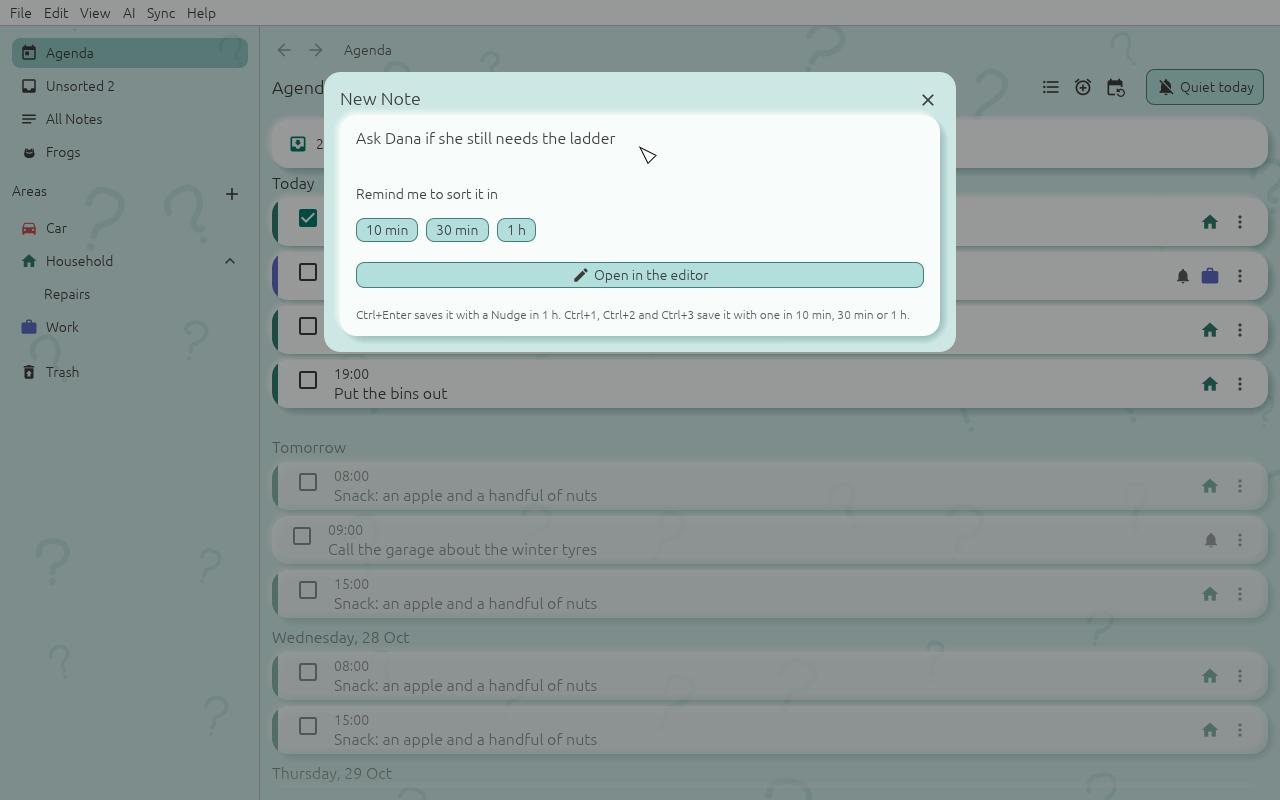 File Edit View AI Sync Help
Agenda
Unsorted 2
All Notes
Frogs
Areas
Car
Household
Repairs
Work
Trash
Agenda
Quiet today
New Note
Ask Dana if she still needs the ladder
Remind me to sort it in
10 min 30 min 1 h
Open in the editor
Ctrl+Enter saves it with a Nudge in 1 h. Ctrl+1, Ctrl+2 and Ctrl+3 save it with one in 10 min, 30 min or 1 h.
2
Today
19:00
Put the bins out
Tomorrow
08:00
Snack: an apple and a handful of nuts
09:00
Call the garage about the winter tyres
15:00
Snack: an apple and a handful of nuts
Wednesday, 28 Oct
08:00
Snack: an apple and a handful of nuts
15:00
Snack: an apple and a handful of nuts
Thursday, 29 Oct